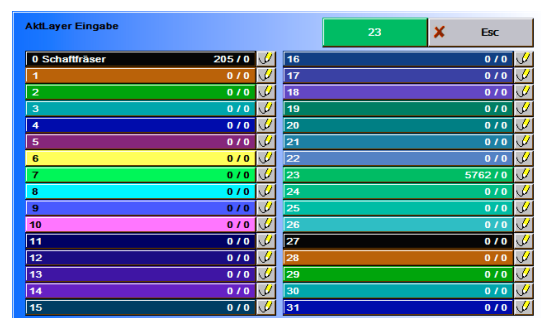 AktLayer Eingabe
23
Esc
0 Schaftfräser 205 / 0
1 0 / 0
2 0 / 0
3 0 / 0
4 0 / 0
5 0 / 0
6 0 / 0
7 0 / 0
8 0 / 0
9 0 / 0
10 0 / 0
11 0 / 0
12 0 / 0
13 0 / 0
14 0 / 0
15 0 / 0
16 0 / 0
17 0 / 0
18 0 / 0
19 0 / 0
20 0 / 0
21 0 / 0
22 0 / 0
23 5762 / 0
24 0 / 0
25 0 / 0
26 0 / 0
27 0 / 0
28 0 / 0
29 0 / 0
30 0 / 0
31 0 / 0